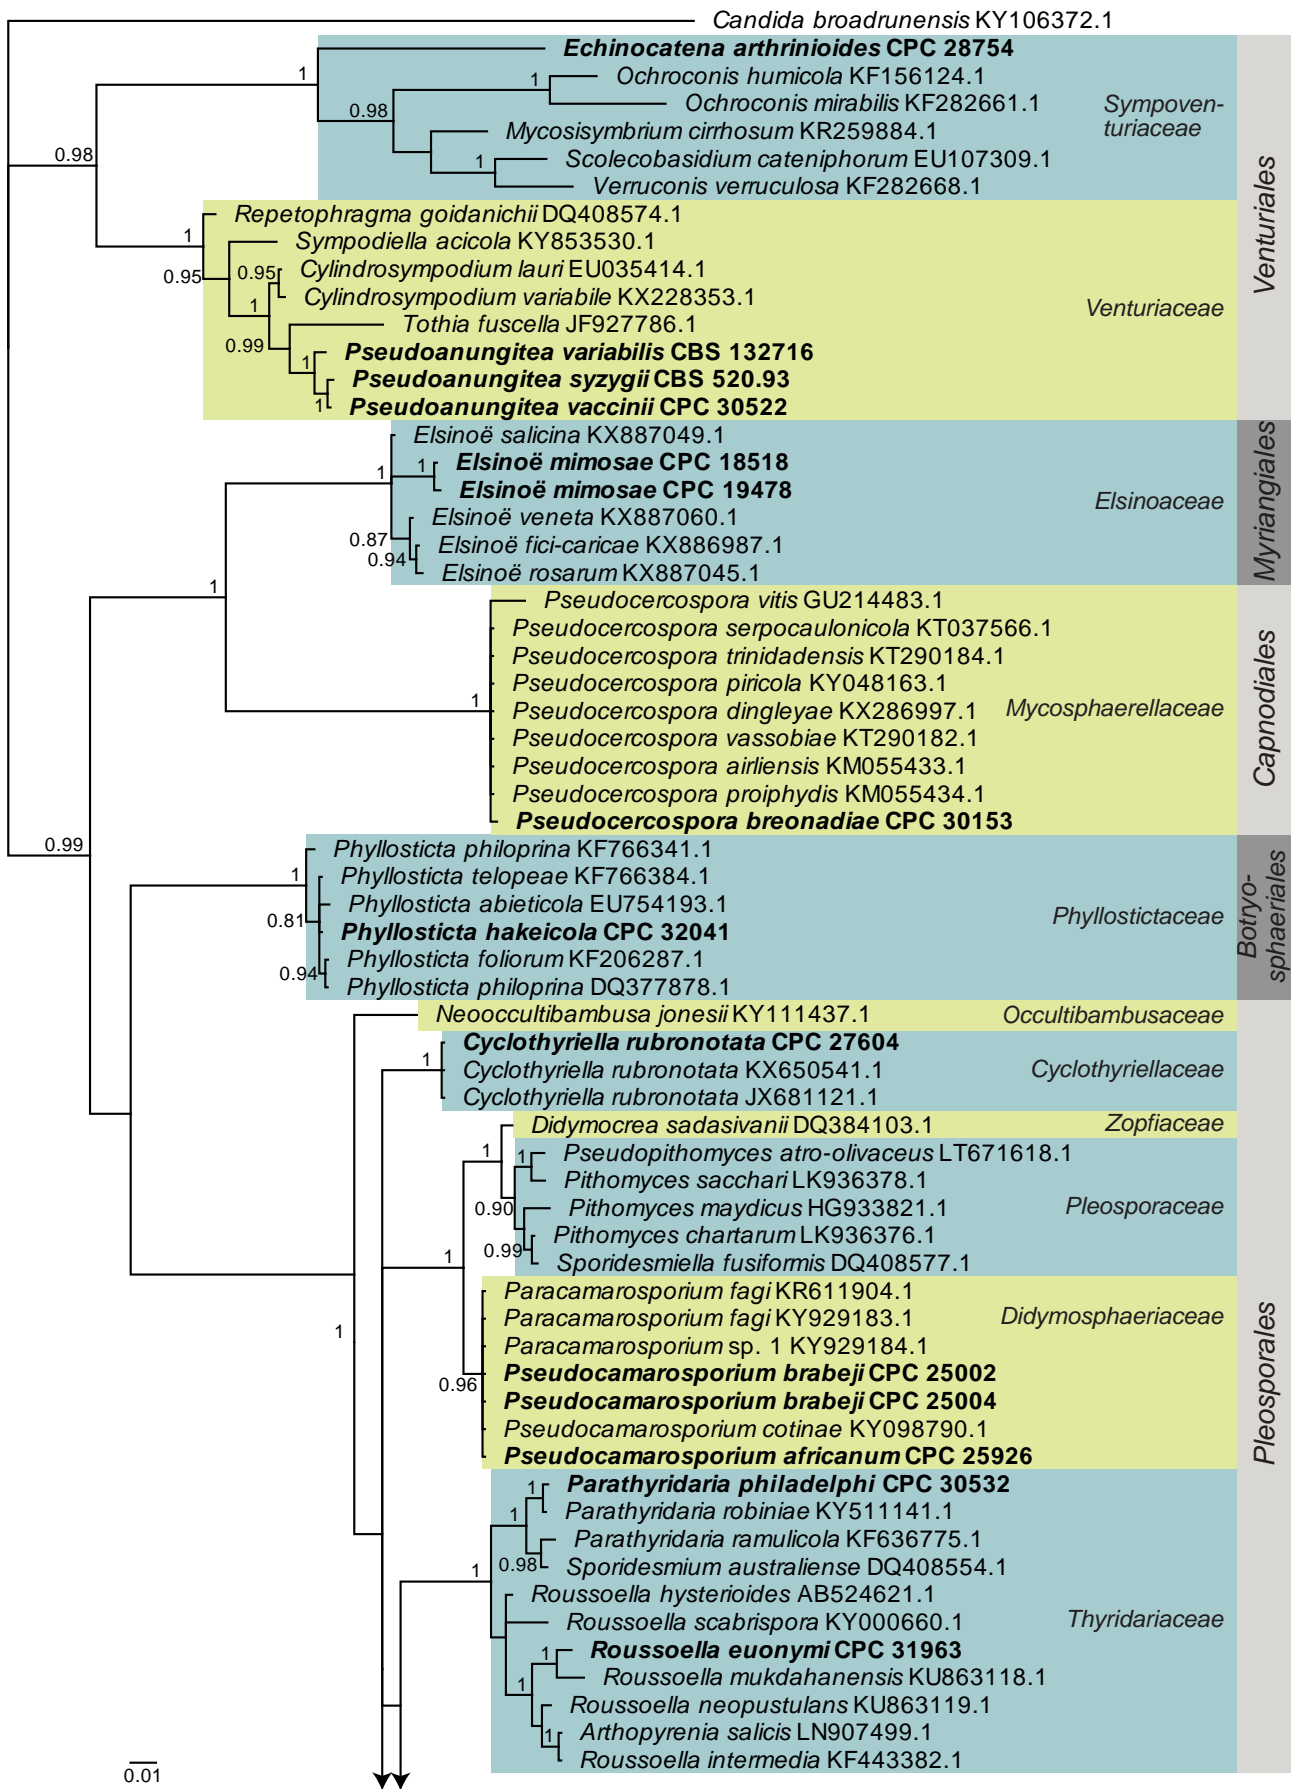 Candida broadrunensis KY106372.1
Echinocatena arthrinioides CPC 28754
1
Ochroconis humicola KF156124.1
1
Ochroconis mirabilis KF282661.1
0.98
Sympoven-
turiaceae
Mycosisymbrium cirrhosum KR259884.1
Scolecobasidium cateniphorum EU107309.1
1
0.98
Verruconis verruculosa KF282668.1
Venturiales
Repetophragma goidanichii DQ408574.1
1
Sympodiella acicola KY853530.1
0.95
0.95
Cylindrosympodium lauri EU035414.1
Cylindrosympodium variabile KX228353.1
1
Venturiaceae
Tothia fuscella JF927786.1
0.99
Pseudoanungitea variabilis CBS 132716
1
Pseudoanungitea syzygii CBS 520.93
1
Pseudoanungitea vaccinii CPC 30522
Elsinoë salicina KX887049.1
1
1
Elsinoë mimosae CPC 18518
Elsinoë mimosae CPC 19478
Elsinoaceae
Myriangiales
Elsinoë veneta KX887060.1
0.87
Elsinoë fici-caricae KX886987.1
0.94
Elsinoë rosarum KX887045.1
1
Pseudocercospora vitis GU214483.1
Pseudocercospora serpocaulonicola KT037566.1
Pseudocercospora trinidadensis KT290184.1
Pseudocercospora piricola KY048163.1
1
Pseudocercospora dingleyae KX286997.1
Mycosphaerellaceae
Capnodiales
Pseudocercospora vassobiae KT290182.1
Pseudocercospora airliensis KM055433.1
Pseudocercospora proiphydis KM055434.1
Pseudocercospora breonadiae CPC 30153
0.99
Phyllosticta philoprina KF766341.1
1
Phyllosticta telopeae KF766384.1
Phyllosticta abieticola EU754193.1
0.81
Phyllostictaceae
Botryo-
sphaeriales
Phyllosticta hakeicola CPC 32041
Phyllosticta foliorum KF206287.1
0.94
Phyllosticta philoprina DQ377878.1
Neooccultibambusa jonesii KY111437.1
Occultibambusaceae
Cyclothyriella rubronotata CPC 27604
1
Cyclothyriella rubronotata KX650541.1
Cyclothyriellaceae
Cyclothyriella rubronotata JX681121.1
Didymocrea sadasivanii DQ384103.1
Zopfiaceae
1
1
Pseudopithomyces atro-olivaceus LT671618.1
Pithomyces sacchari LK936378.1
0.90
Pithomyces maydicus HG933821.1
Pleosporaceae
Pithomyces chartarum LK936376.1
0.99
1
Sporidesmiella fusiformis DQ408577.1
Paracamarosporium fagi KR611904.1
Paracamarosporium fagi KY929183.1
Didymosphaeriaceae
1
Paracamarosporium sp. 1 KY929184.1
Pseudocamarosporium brabeji CPC 25002
0.96
Pseudocamarosporium brabeji CPC 25004
Pseudocamarosporium cotinae KY098790.1
Pseudocamarosporium africanum CPC 25926
Pleosporales
Parathyridaria philadelphi CPC 30532
1
1
Parathyridaria robiniae KY511141.1
Parathyridaria ramulicola KF636775.1
0.98
Sporidesmium australiense DQ408554.1
1
Roussoella hysterioides AB524621.1
Roussoella scabrispora KY000660.1
Thyridariaceae
Roussoella euonymi CPC 31963
1
Roussoella mukdahanensis KU863118.1
1
Roussoella neopustulans KU863119.1
Arthopyrenia salicis LN907499.1
1
Roussoella intermedia KF443382.1
0.01